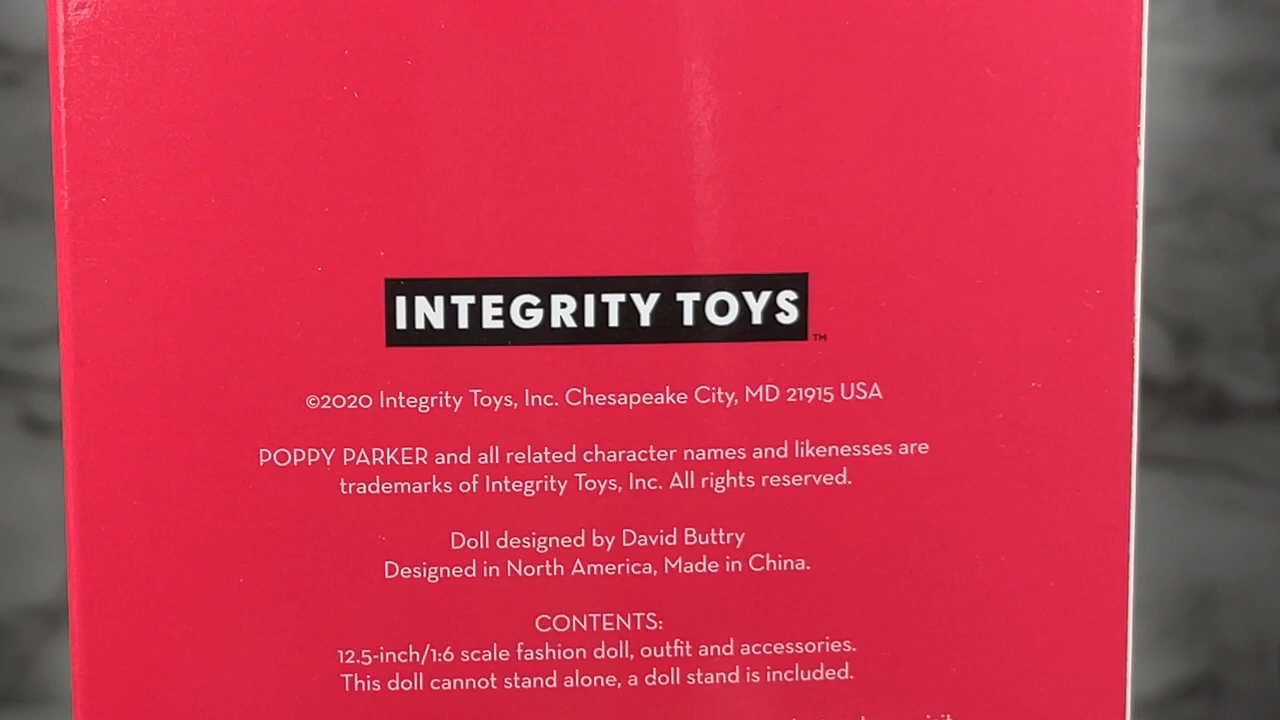 INTEGRITY TOYS
TM
©2020 Integrity Toys, Inc. Chesapeake City, MD 21915 USA
POPPY PARKER and all related character names and likenesses are
trademarks of Integrity Toys, Inc. All rights reserved.
Doll designed by David Buttry
Designed in North America, Made in China.
CONTENTS:
12.5-inch/1:6 scale fashion doll, outfit and accessories.
This doll cannot stand alone, a doll stand is included.